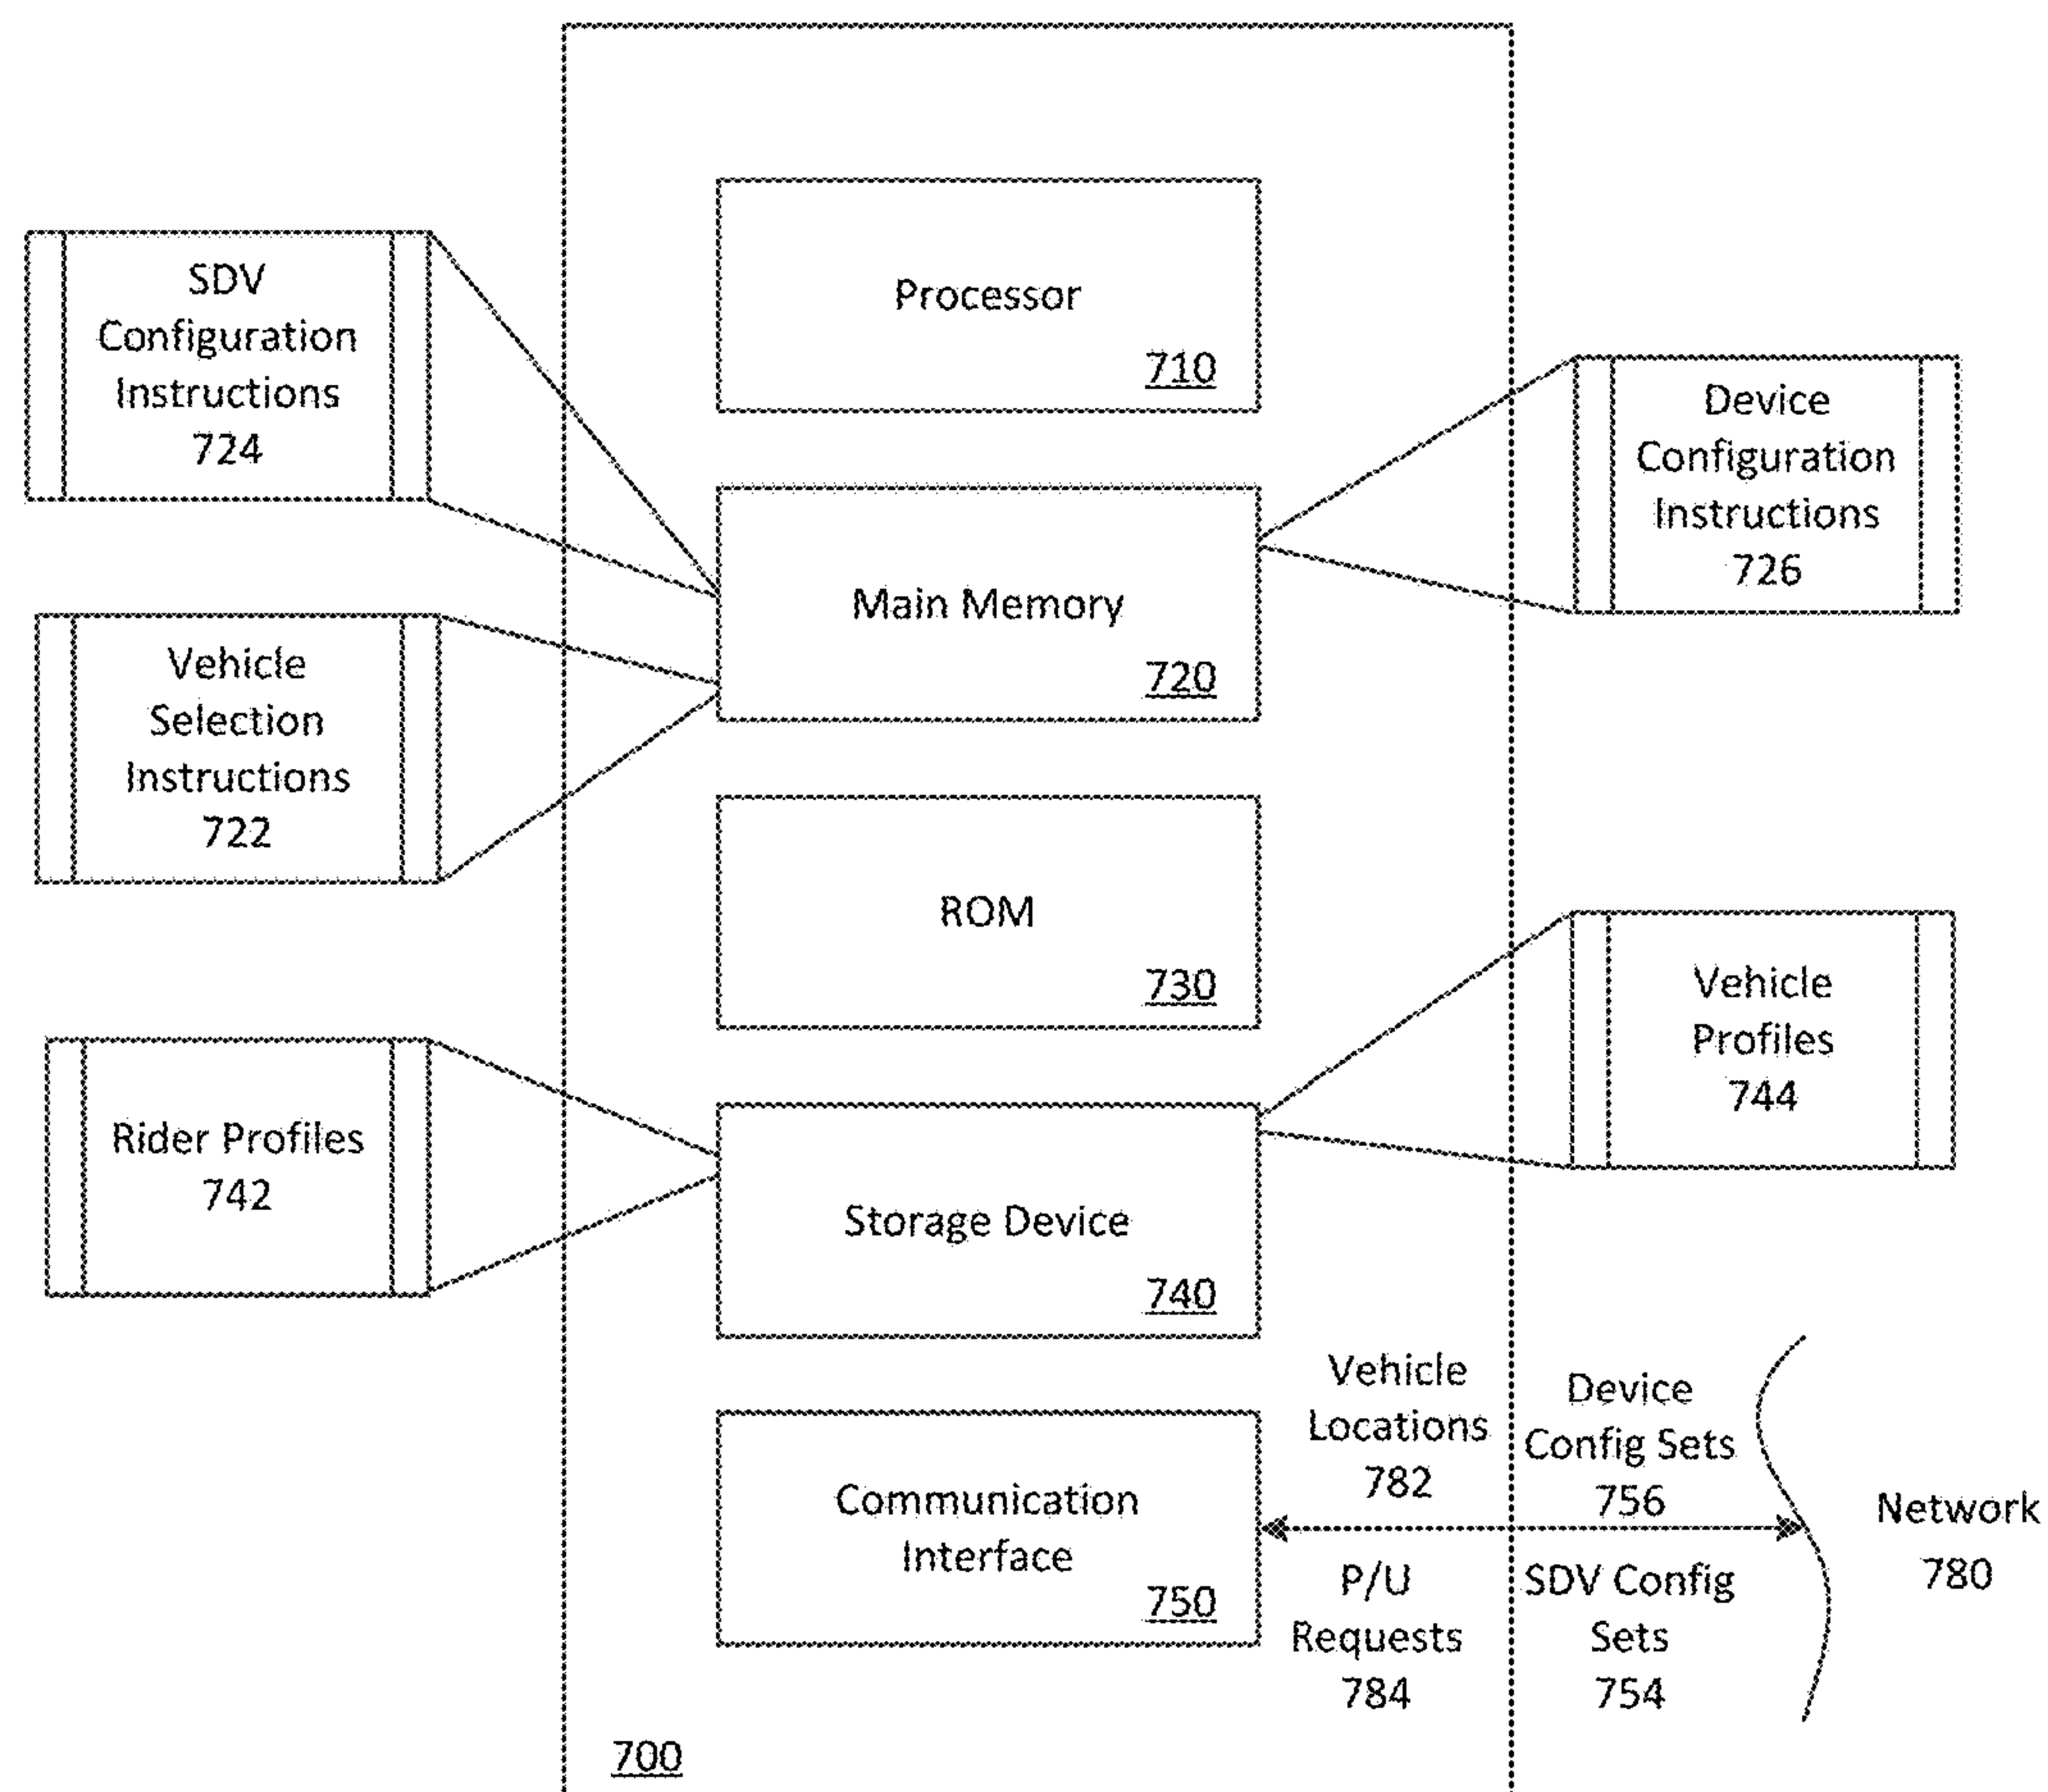 Processor
710
SDV
Configuration
Instructions
724
Device
Configuration
Instructions
726
Main Memory
720
Vehicle
Selection
Instructions
722
ROM
730
Vehicle
Profiles
744
Rider Profiles
742
Storage Device
740
Vehicle
Locations
782
Device
Config Sets
756
Communication
Interface
750
Network
780
P/U
Requests
784
SDV Config
Sets
754
700